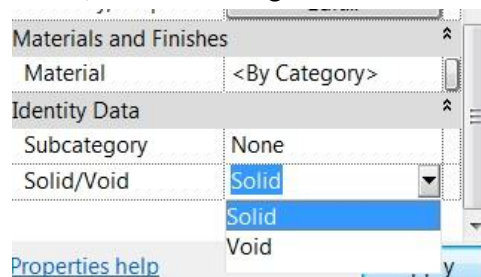 Materials and Finishes
Material <By Category>
Identity Data
Subcategory None
Solid/Void Solid
Solid
Void
Properties help